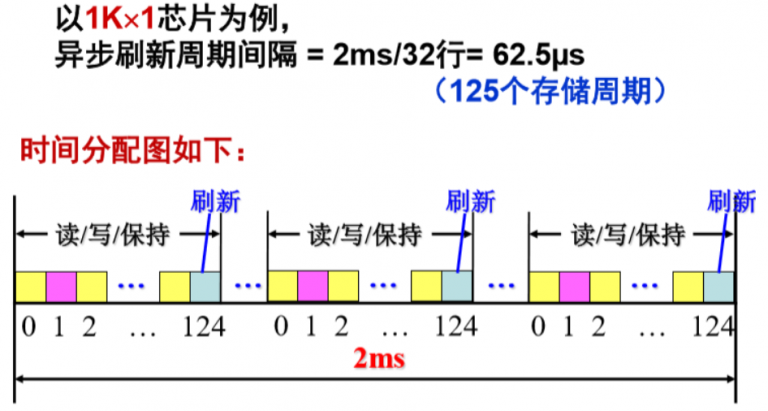 以1K×1芯片为例，
异步刷新周期间隔 = 2ms/32行= 62.5μs
（125个存储周期）
时间分配图如下：
刷新 刷新 刷新
读/写/保持 读/写/保持 读/写/保持
… … … … …
0 1 2 … 124 0 1 2 … 124 0 1 2 … 124
2ms